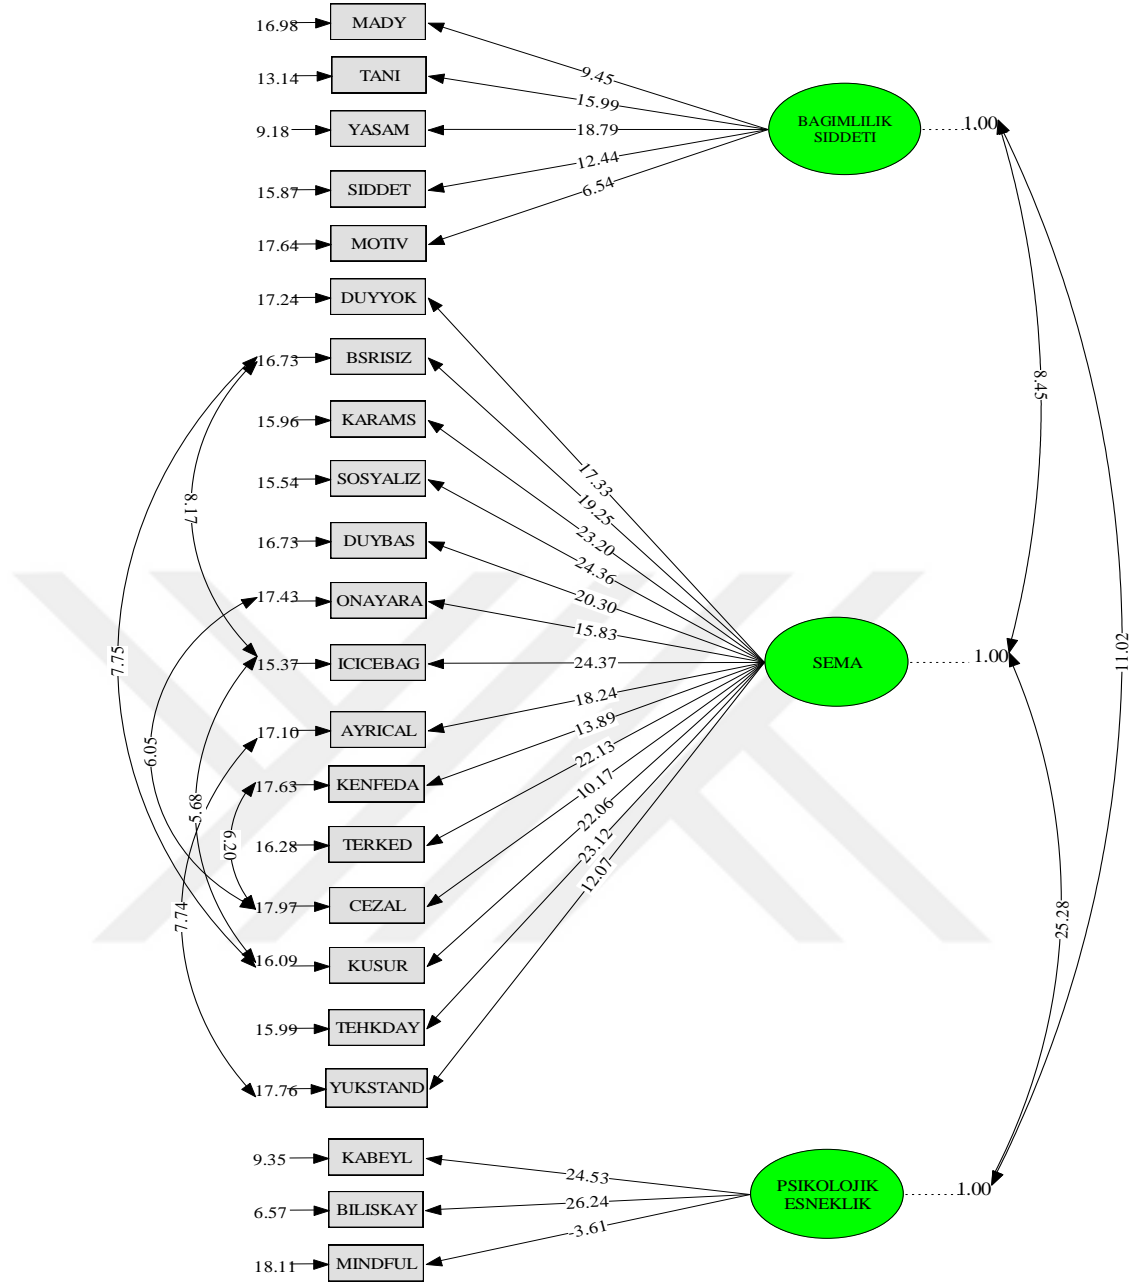 16.98 MADY
9.45
13.14 TANI
15.99
BAGIMLILIK
SIDDETI
1.00
9.18 YASAM
18.79
15.87 SIDDET
12.44
17.64 MOTIV
6.54
17.24 DUYYOK
17.33
16.73 BSRISIZ
19.25
8.45
15.96 KARAMS
23.20
15.54 SOSYALIZ
24.36
8.17
16.73 DUYBAS
20.30
17.43 ONAYARA
15.83
15.37 ICICEBAG
24.37
SEMA
1.00
11.02
7.75
17.10 AYRICAL
18.24
6.05
17.63 KENFEDA
13.89
5.68
6.20
16.28 TERKED
22.13
17.97 CEZAL
10.17
7.74
25.28
16.09 KUSUR
22.06
15.99 TEHKDAY
23.12
17.76 YUKSTAND
12.07
9.35 KABEYL
24.53
PSIKOLOJIK
ESNEKLIK
1.00
6.57 BILISKAY
26.24
18.11 MINDFUL
-3.61